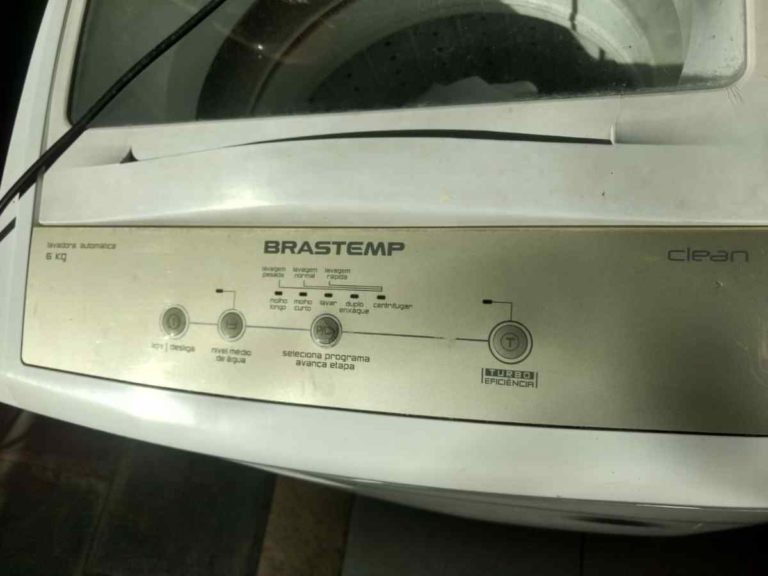 lavadora automática
6 kg
BRASTEMP
clean
lavagem pesada
lavagem normal
lavagem rápida
molho longo
molho curto
lavar
duplo enxágue
centrifugar
liga | desliga
nível médio
de água
seleciona programa
avança etapa
T
TURBO
EFICIÊNCIA